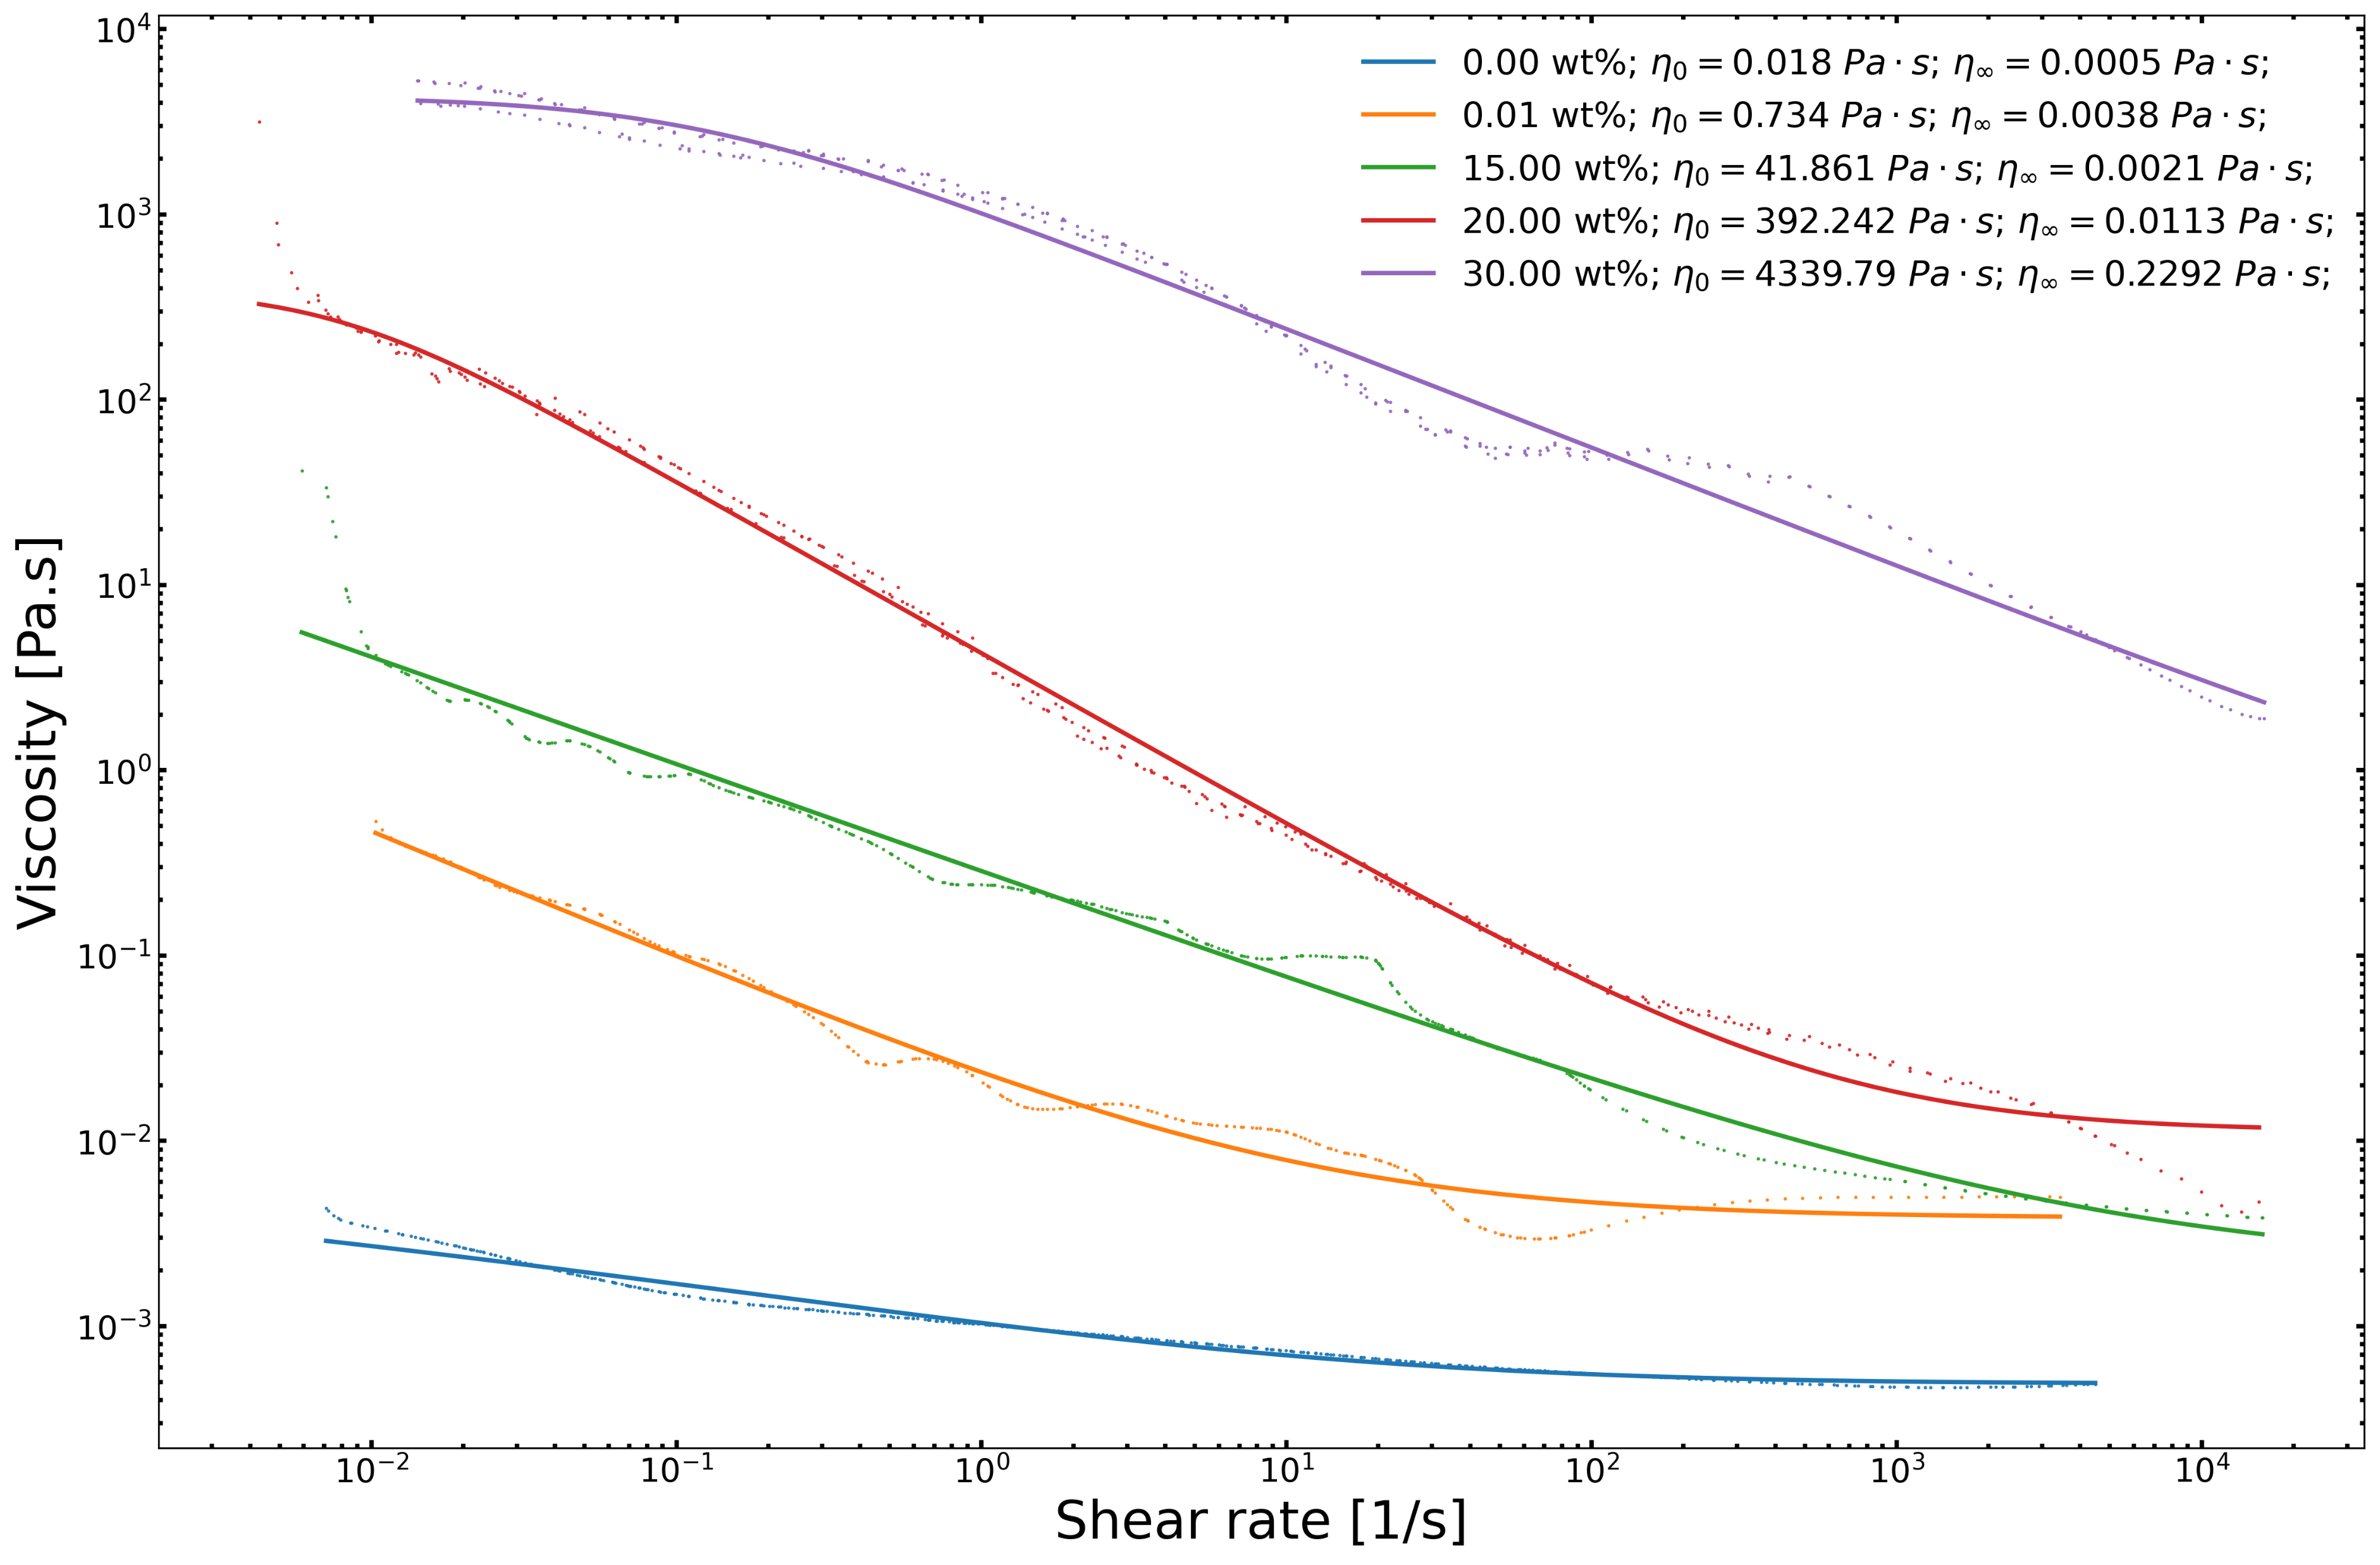 10⁴
10³
10²
10¹
10⁰
10⁻¹
10⁻²
10⁻³
Viscosity [Pa.s]
0.00 wt%; η₀ = 0.018 Pa · s; η∞ = 0.0005 Pa · s;
0.01 wt%; η₀ = 0.734 Pa · s; η∞ = 0.0038 Pa · s;
15.00 wt%; η₀ = 41.861 Pa · s; η∞ = 0.0021 Pa · s;
20.00 wt%; η₀ = 392.242 Pa · s; η∞ = 0.0113 Pa · s;
30.00 wt%; η₀ = 4339.79 Pa · s; η∞ = 0.2292 Pa · s;
10⁻² 10⁻¹ 10⁰ 10¹ 10² 10³ 10⁴
Shear rate [1/s]